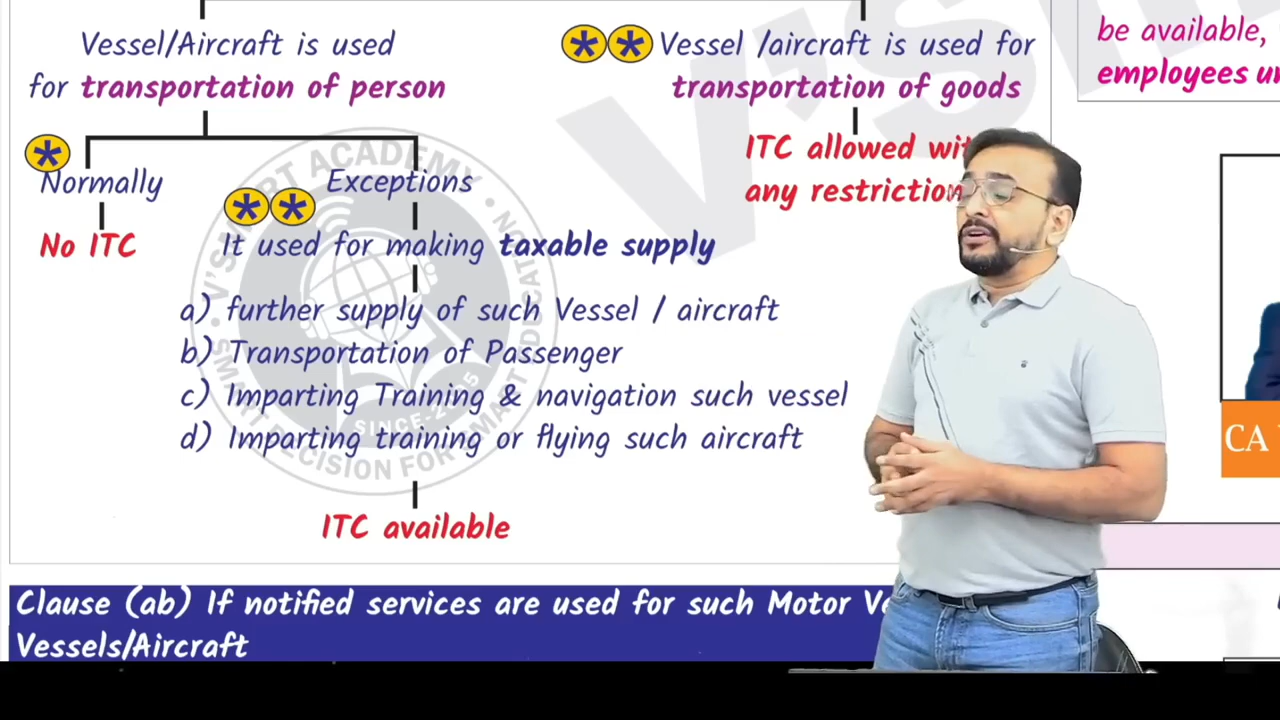 Vessel/Aircraft is used
for transportation of person
Vessel /aircraft is used for
transportation of goods
be available,
employees
Normally
Exceptions
ITC allowed
any restriction
No ITC
It used for making taxable supply
a) further supply of such Vessel / aircraft
b) Transportation of Passenger
c) Imparting Training & navigation such vessel
d) Imparting training or flying such aircraft
ITC available
CA
Clause (ab) If notified services are used for such Motor
Vessels/Aircraft
V'SMART ACADEMY
SINCE-